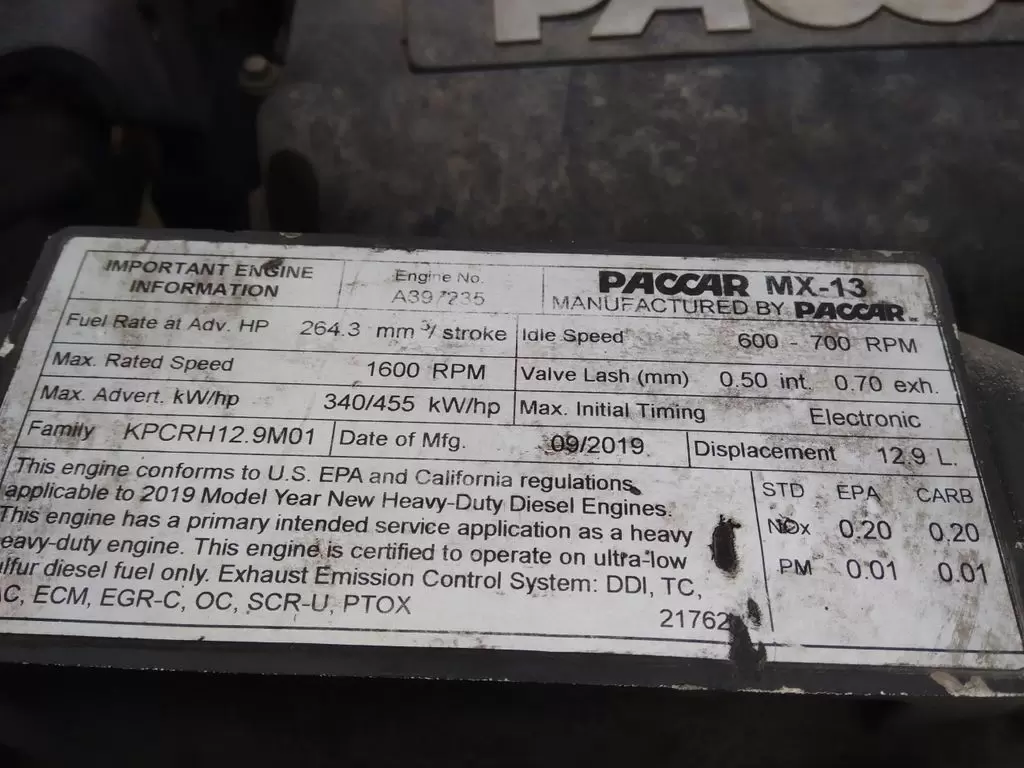 PACC
IMPORTANT ENGINE
INFORMATION
Engine No.
A397235
PACCAR MX-13
MANUFACTURED BY PACCAR
Fuel Rate at Adv. HP 264.3 mm³/ stroke
Idle Speed 600 - 700 RPM
Max. Rated Speed 1600 RPM
Valve Lash (mm) 0.50 int. 0.70 exh.
Max. Advert. kW/hp 340/455 kW/hp
Max. Initial Timing Electronic
Family KPCRH12.9M01
Date of Mfg. 09/2019
Displacement 12.9 L.
This engine conforms to U.S. EPA and California regulations
applicable to 2019 Model Year New Heavy-Duty Diesel Engines.
This engine has a primary intended service application as a heavy
eavy-duty engine. This engine is certified to operate on ultra-low
lfur diesel fuel only. Exhaust Emission Control System: DDI, TC,
C, ECM, EGR-C, OC, SCR-U, PTOX
21762
STD EPA CARB
NOx 0.20 0.20
PM 0.01 0.01